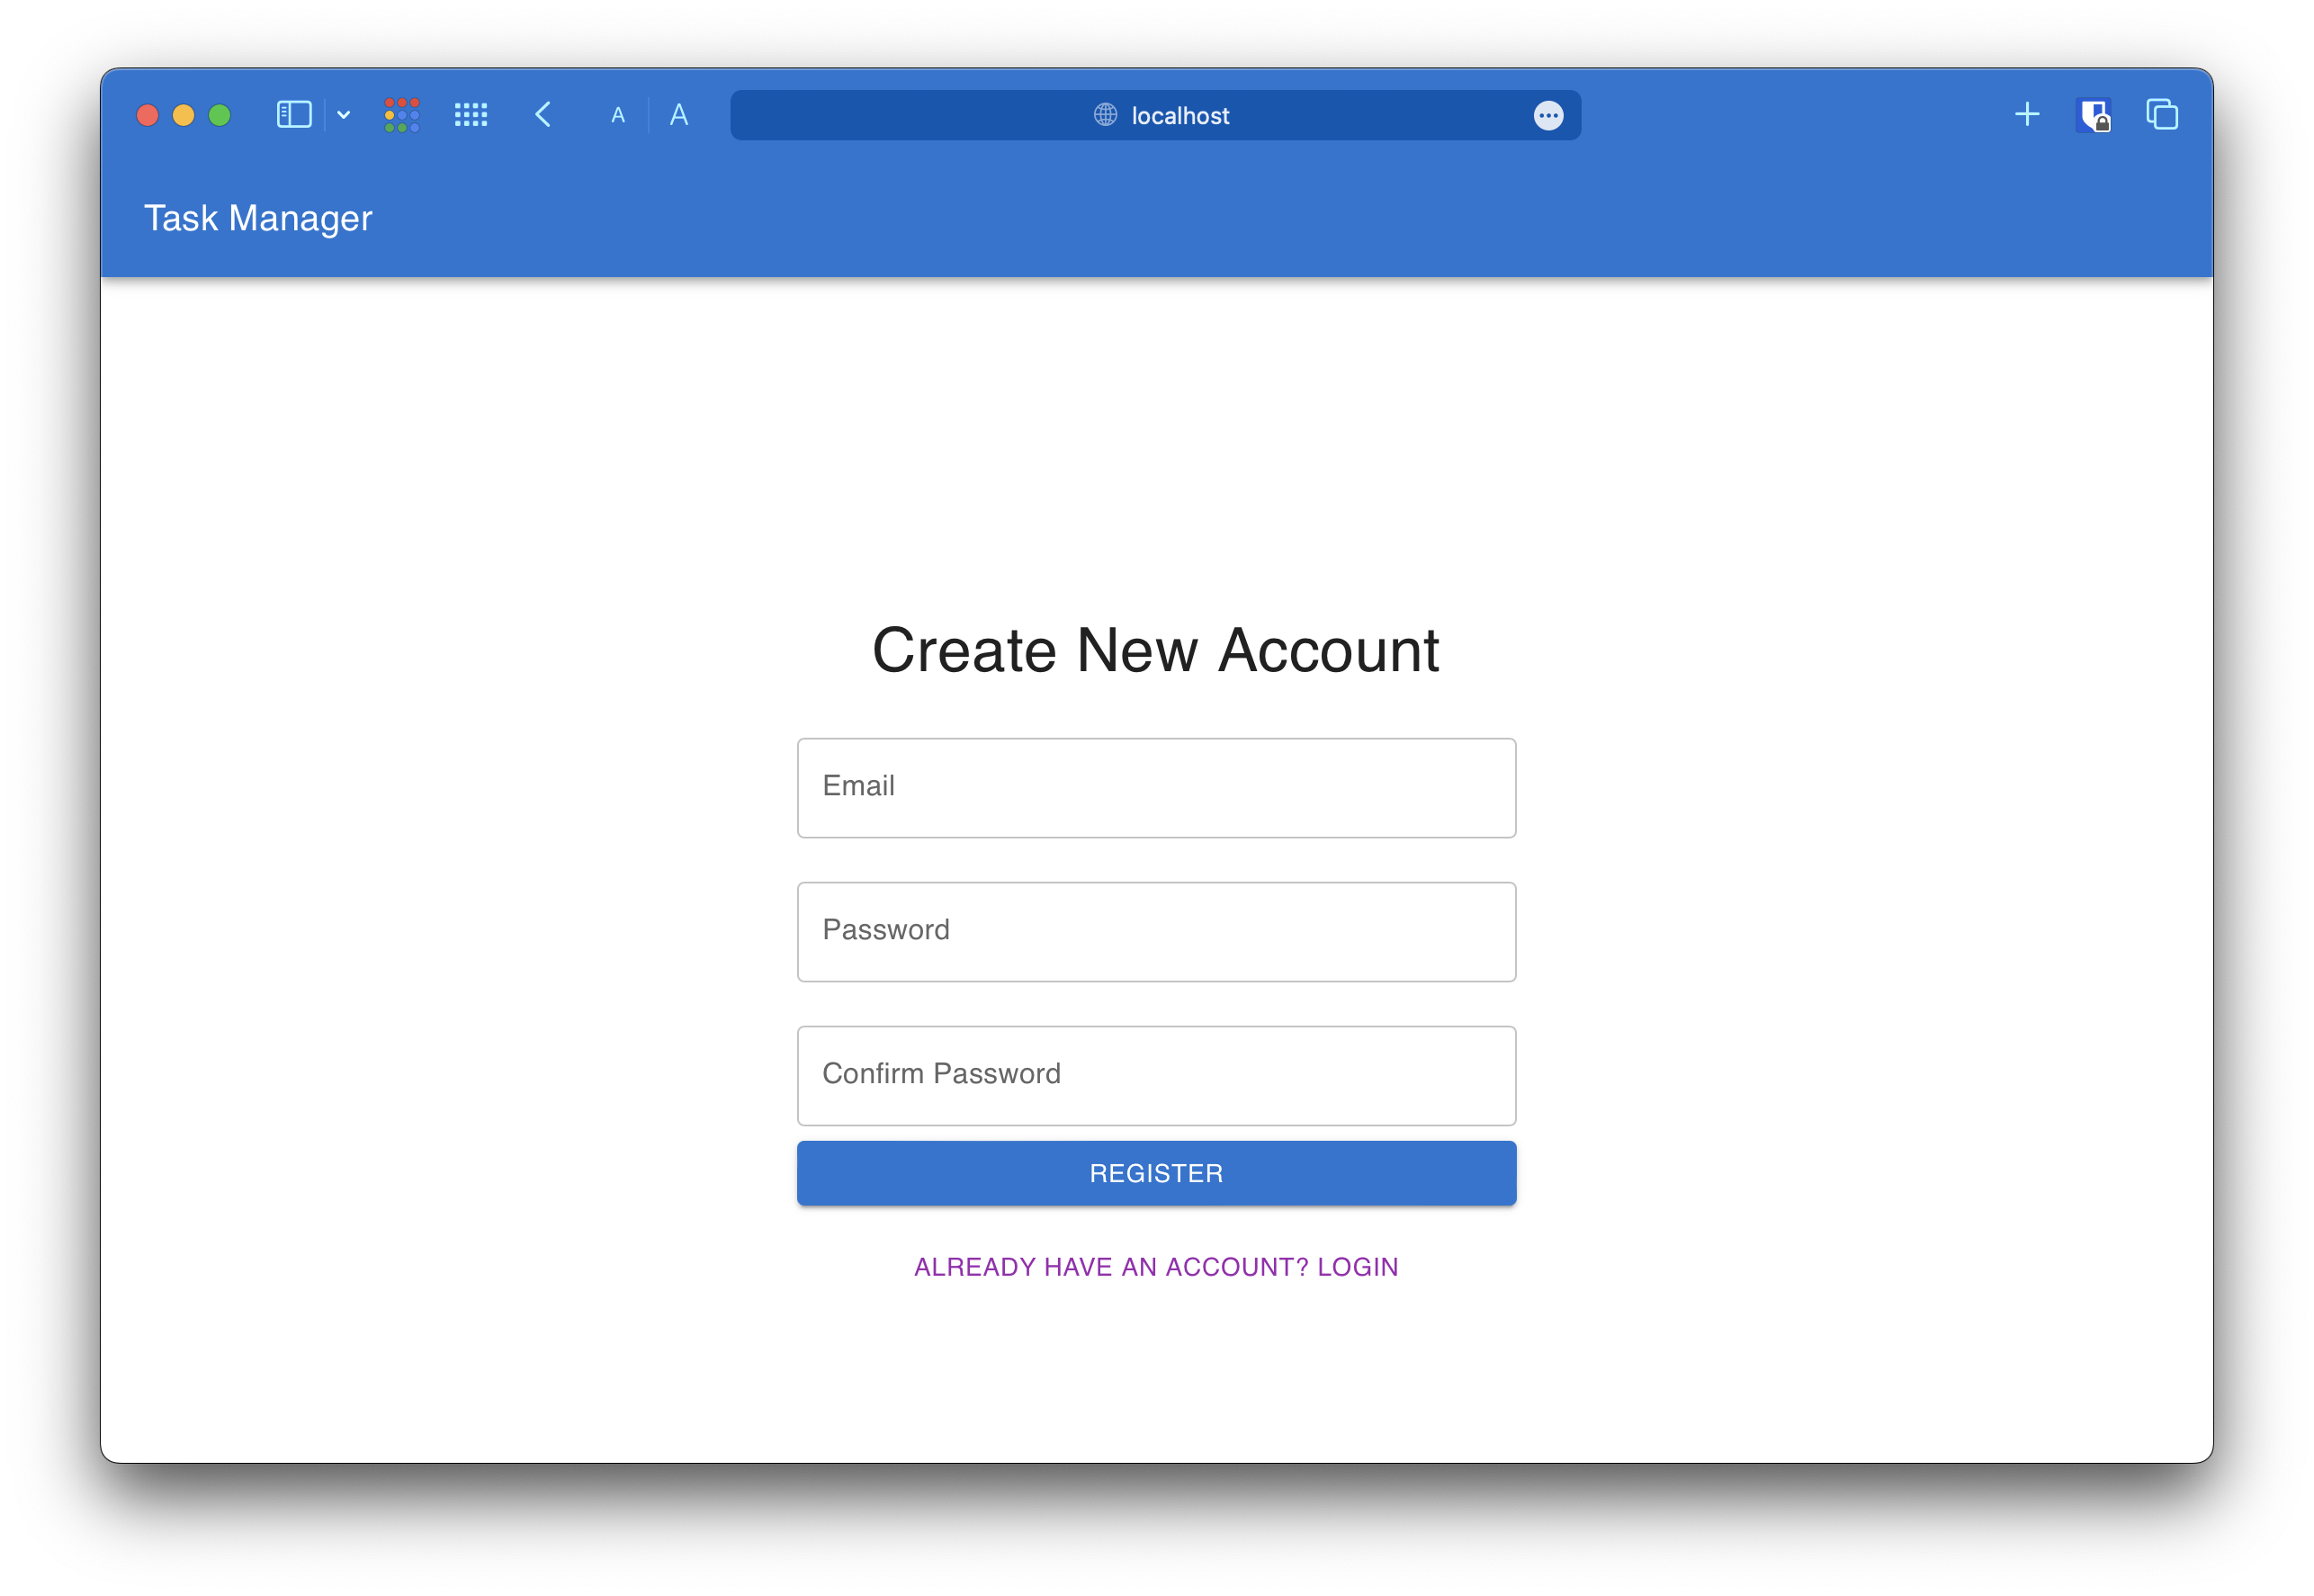 A A localhost
Task Manager
Create New Account
Email
Password
Confirm Password
REGISTER
ALREADY HAVE AN ACCOUNT? LOGIN